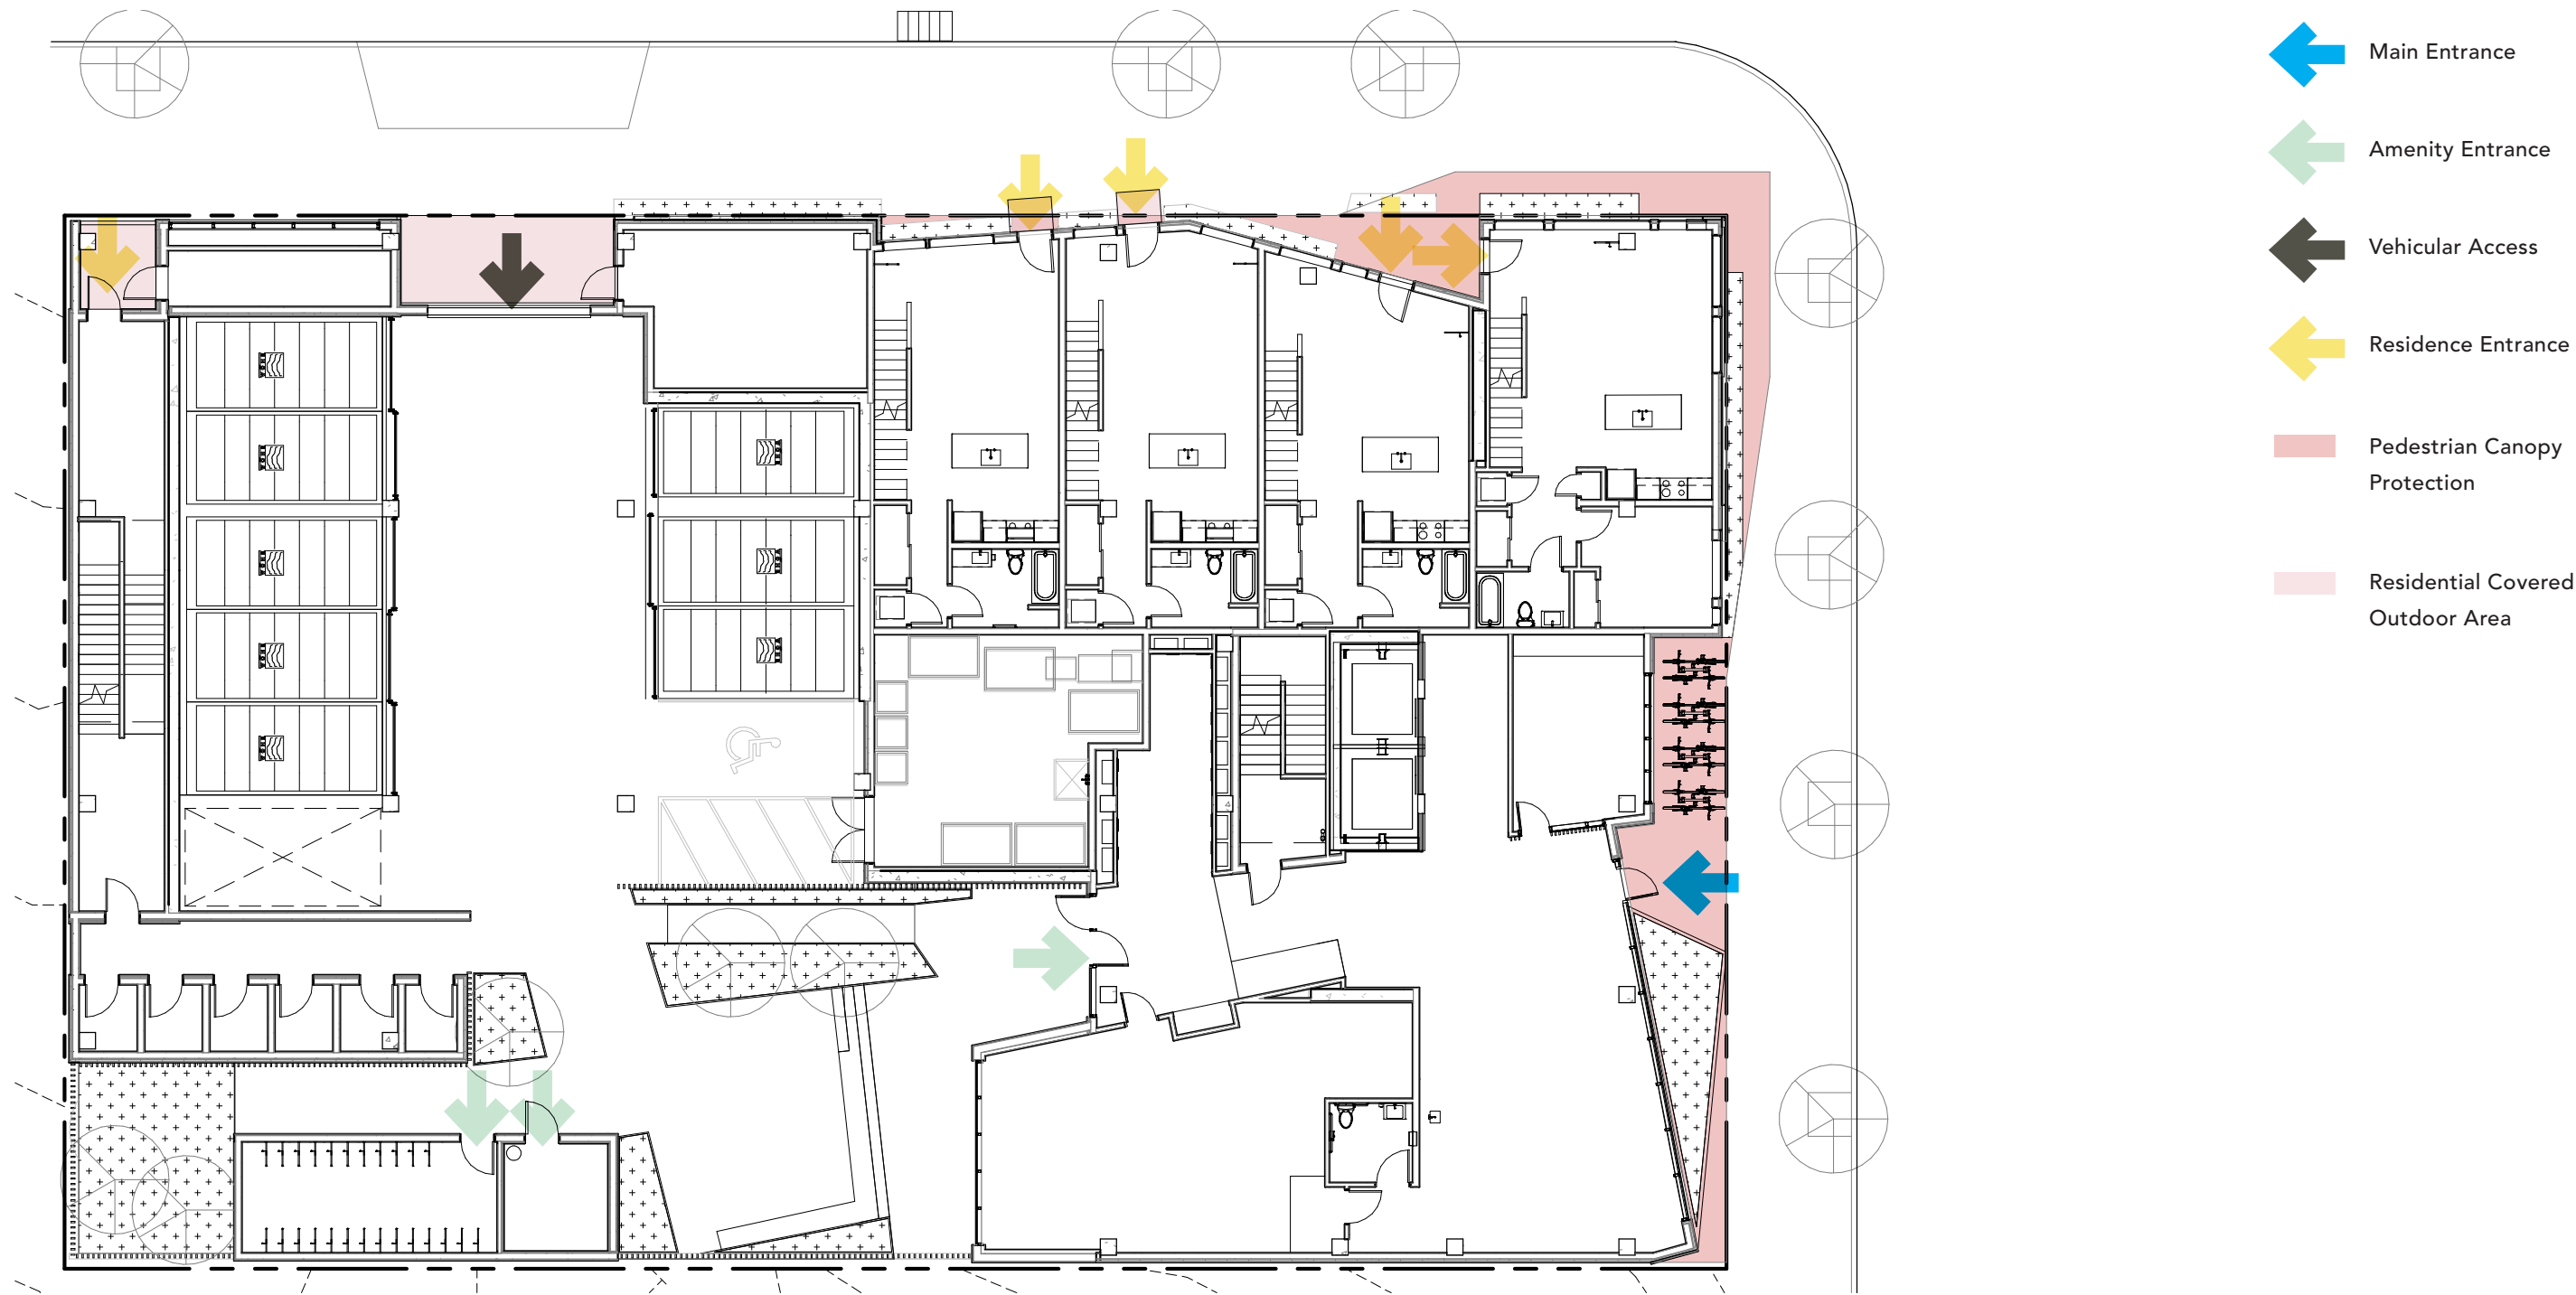 Main Entrance
Amenity Entrance
Vehicular Access
Residence Entrance
Pedestrian Canopy
Protection
Residential Covered
Outdoor Area